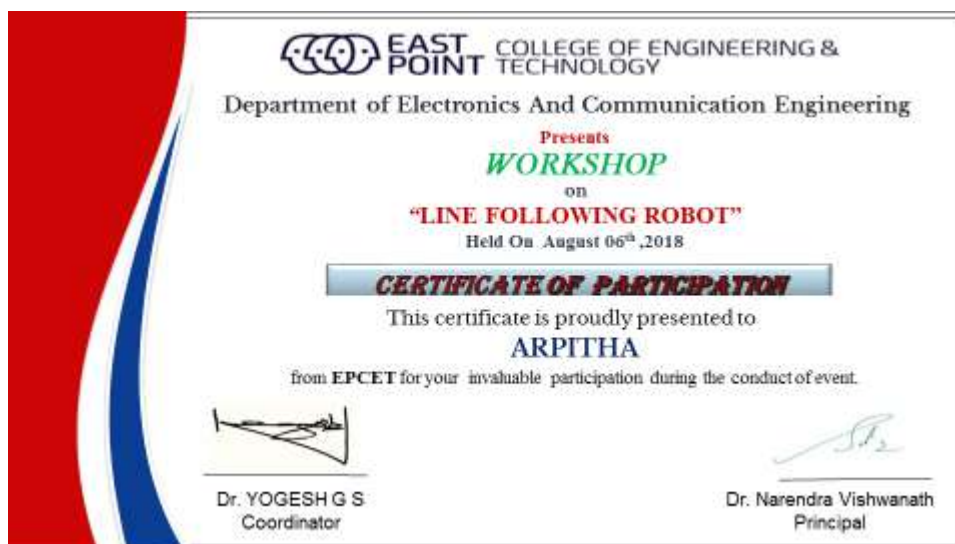 EAST POINT COLLEGE OF ENGINEERING & TECHNOLOGY
Department of Electronics And Communication Engineering
Presents
WORKSHOP
on
“LINE FOLLOWING ROBOT”
Held On August 06th ,2018
CERTIFICATE OF PARTICIPATION
This certificate is proudly presented to
ARPITHA
from EPCET for your invaluable participation during the conduct of event.
Dr. YOGESH G S
Coordinator
Dr. Narendra Vishwanath
Principal